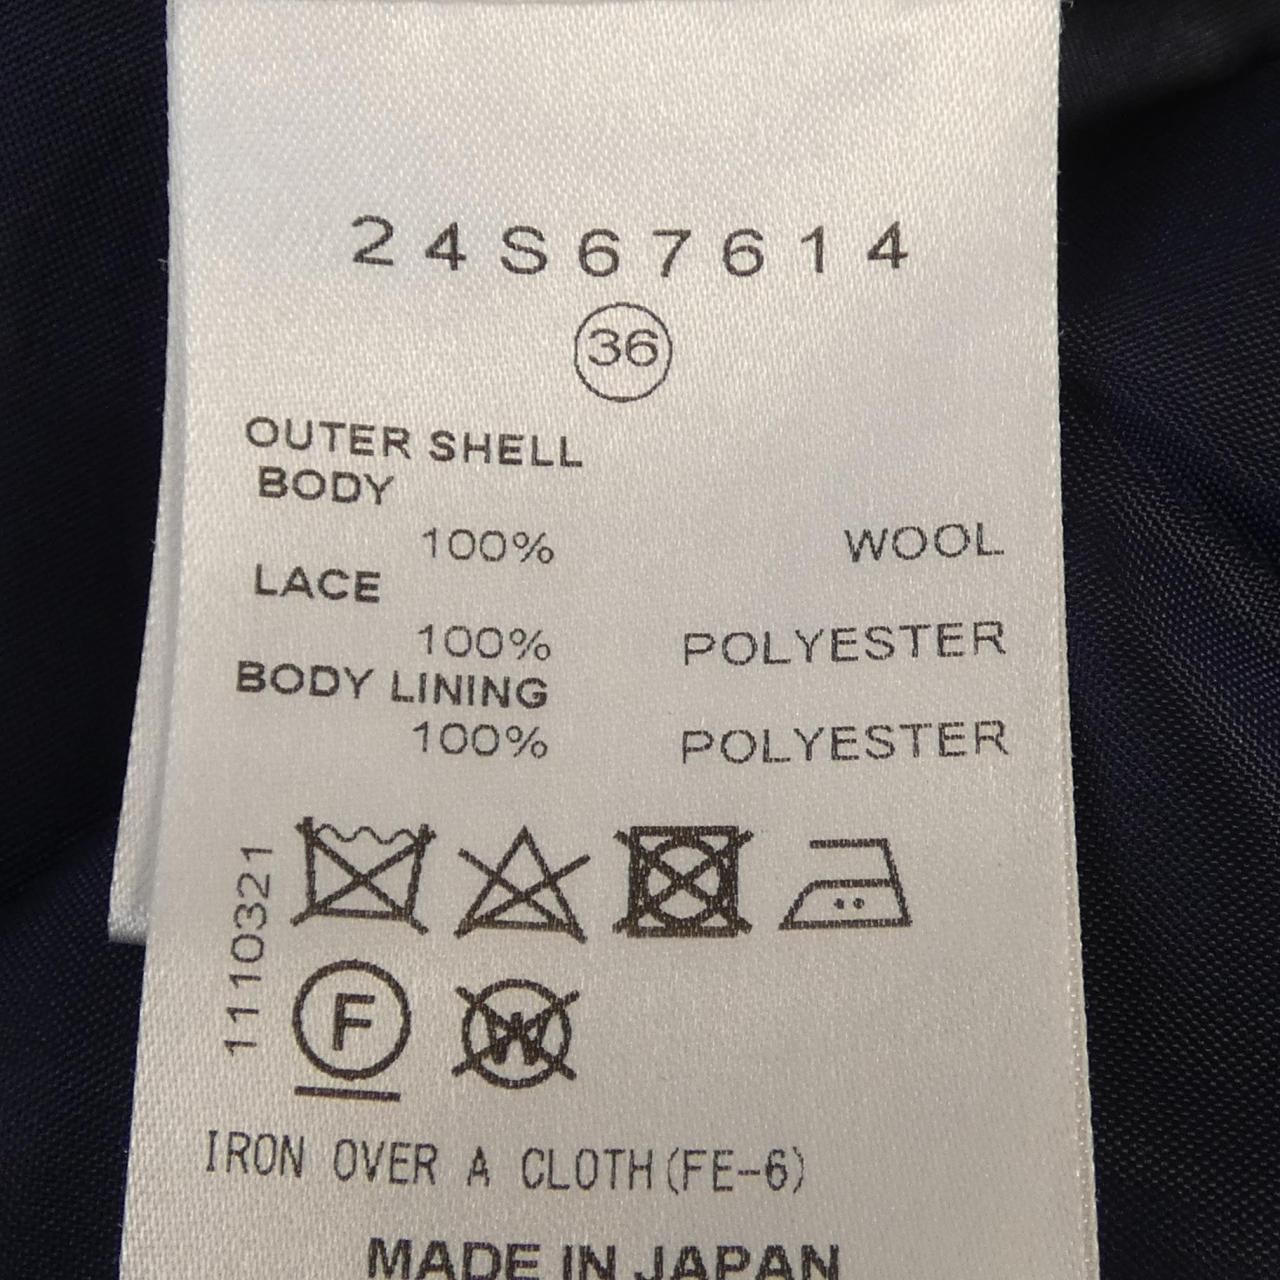 24S67614
36
OUTER SHELL
BODY
100% WOOL
LACE
100% POLYESTER
BODY LINING
100% POLYESTER
1110321
F
W
IRON OVER A CLOTH(FE-6)
MADE IN JAPAN